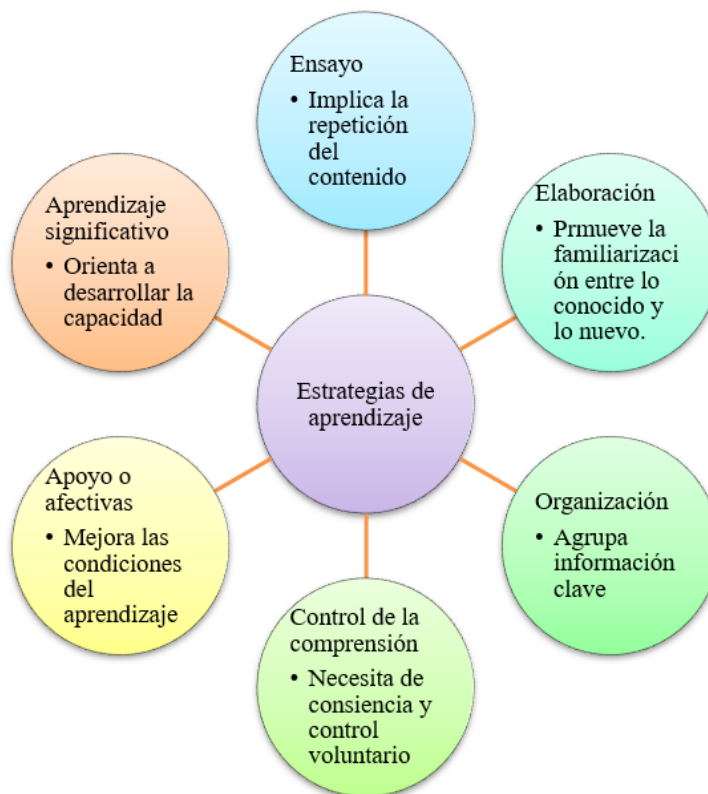 Ensayo
• Implica la
repetición
del
contenido
Elaboración
• Prmueve la
familiarizaci
ón entre lo
conocido y
lo nuevo.
Organización
• Agrupa
información
clave
Control de la
comprensión
• Necesita de
consiencia y
control
voluntario
Apoyo o
afectivas
• Mejora las
condiciones
del
aprendizaje
Aprendizaje
significativo
• Orienta a
desarrollar la
capacidad
Estrategias de
aprendizaje